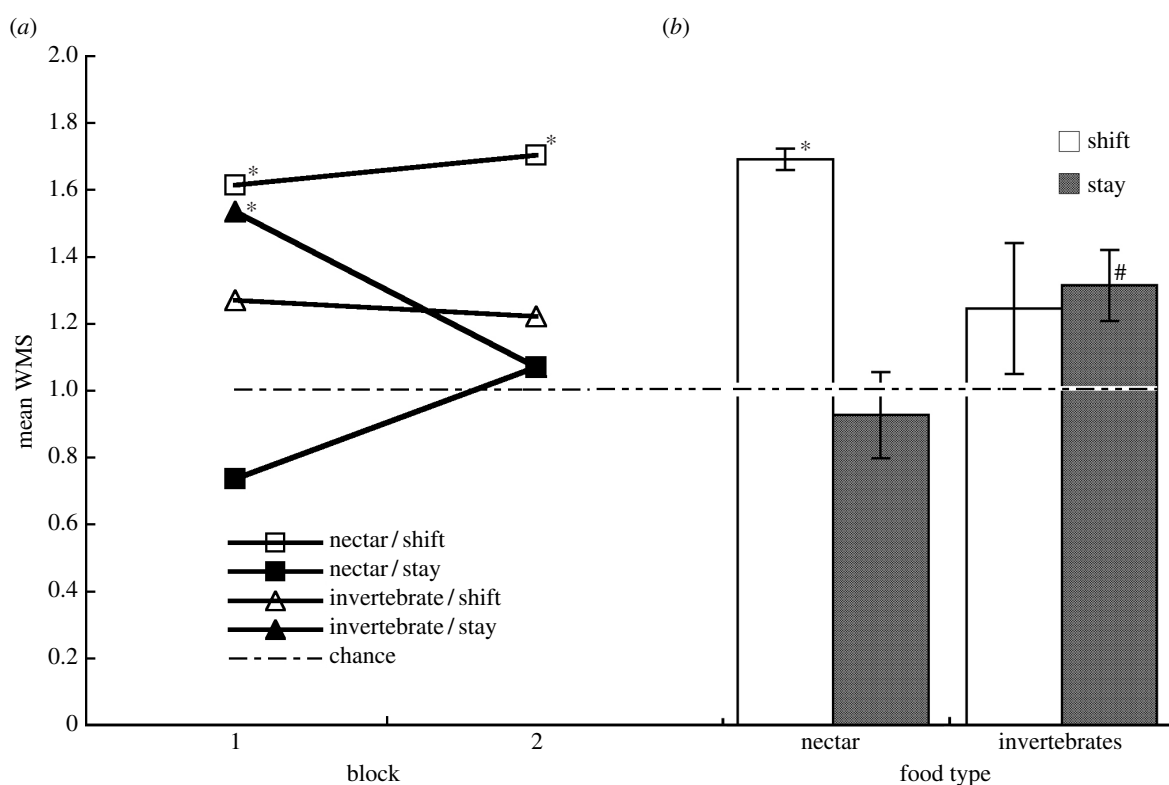 (a)
(b)
2.0
1.8
1.6
1.4
1.2
1.0
0.8
0.6
0.4
0.2
0
mean WMS
*
*
*
nectar / shift
nectar / stay
invertebrate / shift
invertebrate / stay
chance
1
2
block
*
#
shift
stay
nectar
invertebrates
food type